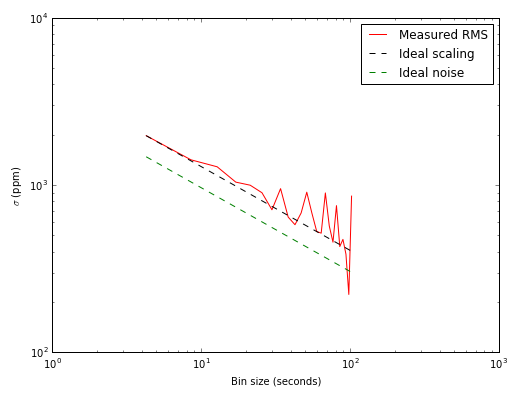 10^4
10^3
10^2
σ (ppm)
Measured RMS
Ideal scaling
Ideal noise
10^0
10^1
10^2
10^3
Bin size (seconds)